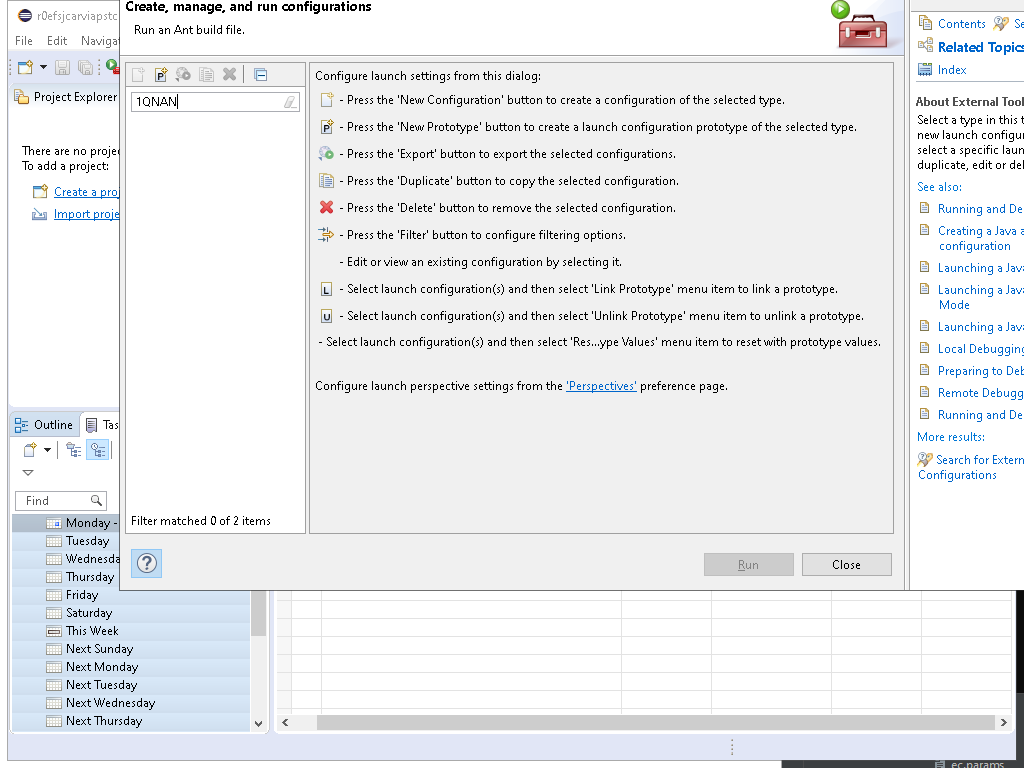 r0efsjcarviapstc
File Edit Naviga
Project Explorer
There are no proje
To add a project:
Create a proj
Import proje
Outline
Tas
Find
Monday -
Tuesday
Wednesda
Thursday
Friday
Saturday
This Week
Next Sunday
Next Monday
Next Tuesday
Next Wednesday
Next Thursday
Create, manage, and run configurations
Run an Ant build file.
1QNAN
Filter matched 0 of 2 items
Configure launch settings from this dialog:
- Press the 'New Configuration' button to create a configuration of the selected type.
P - Press the 'New Prototype' button to create a launch configuration prototype of the selected type.
- Press the 'Export' button to export the selected configurations.
- Press the 'Duplicate' button to copy the selected configuration.
- Press the 'Delete' button to remove the selected configuration.
- Press the 'Filter' button to configure filtering options.
- Edit or view an existing configuration by selecting it.
L - Select launch configuration(s) and then select 'Link Prototype' menu item to link a prototype.
U - Select launch configuration(s) and then select 'Unlink Prototype' menu item to unlink a prototype.
- Select launch configuration(s) and then select 'Res...ype Values' menu item to reset with prototype values.
Configure launch perspective settings from the 'Perspectives' preference page.
?
Run
Close
Contents
Se
Related Topics
Index
About External Tool
Select a type in this t
new launch configur
select a specific laun
duplicate, edit or del
See also:
Running and De
Creating a Java a
configuration
Launching a Java
Launching a Java
Mode
Launching a Java
Local Debugging
Preparing to Deb
Remote Debugg
Running and De
More results:
Search for Extern
Configurations
ec.params